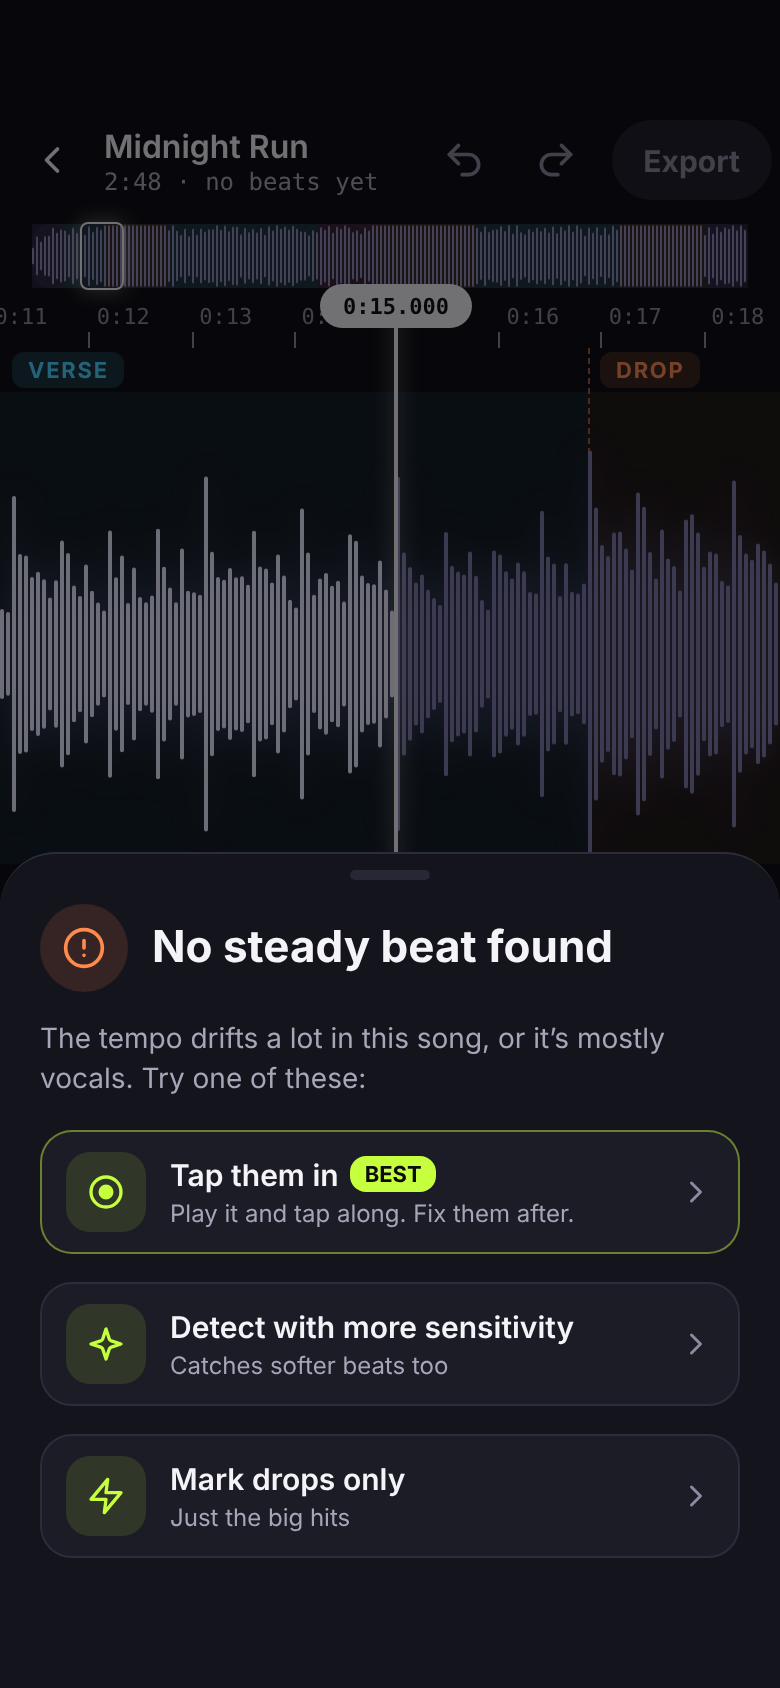 Midnight Run
2:48 · no beats yet
Export
0:11 0:12 0:13 0: 0:15.000 0:16 0:17 0:18
VERSE
DROP
No steady beat found
The tempo drifts a lot in this song, or it’s mostly
vocals. Try one of these:
Tap them in BEST
Play it and tap along. Fix them after.
Detect with more sensitivity
Catches softer beats too
Mark drops only
Just the big hits